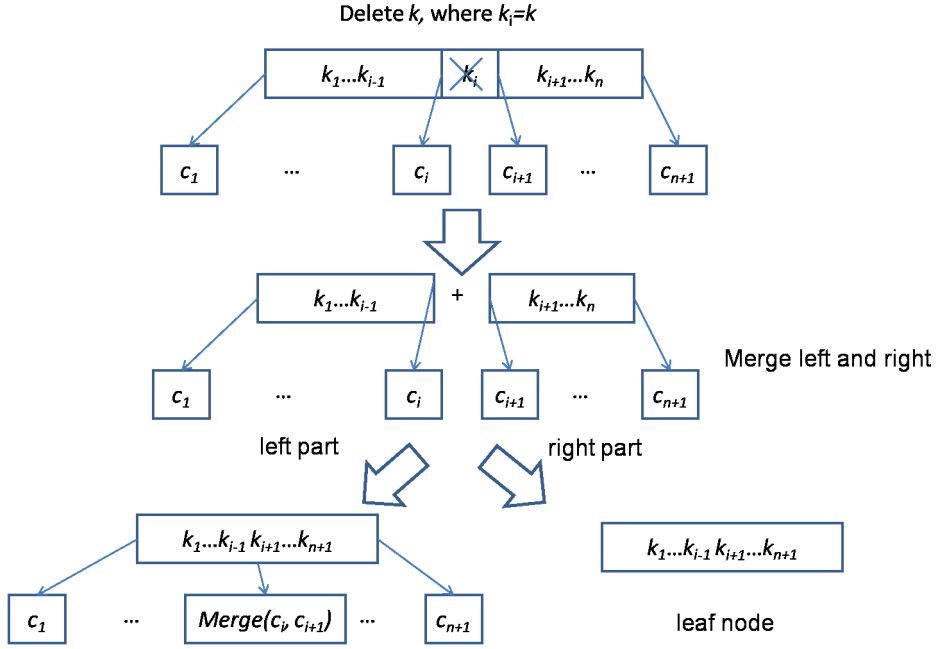 Delete k, where kᵢ=k
k₁...kᵢ₋₁ kᵢ kᵢ₊₁...kₙ
c₁ ... cᵢ cᵢ₊₁ ... cₙ₊₁
k₁...kᵢ₋₁ + kᵢ₊₁...kₙ
Merge left and right
c₁ ... cᵢ cᵢ₊₁ ... cₙ₊₁
left part right part
k₁...kᵢ₋₁ kᵢ₊₁...kₙ₊₁ k₁...kᵢ₋₁ kᵢ₊₁...kₙ₊₁
c₁ ... Merge(cᵢ, cᵢ₊₁) ... cₙ₊₁
leaf node